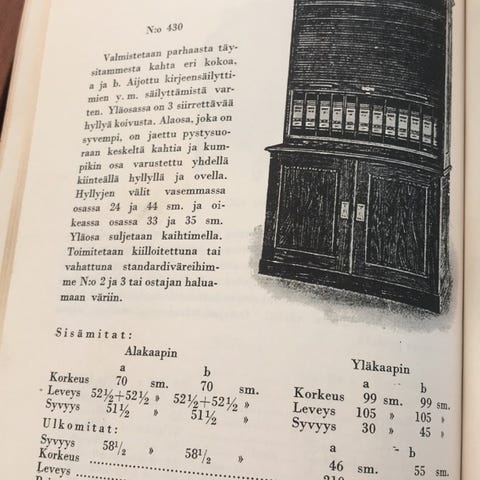 N:o 430
Valmistetaan parhaasta täy-
sitammesta kahta eri kokoa,
a ja b. Aijottu kirjeensäilytti-
mien y. m. säilyttämistä var-
ten. Yläosassa on 3 siirrettävää
hyllyä koivusta. Alaosa, joka on
syvempi, on jaettu pystysuo-
raan keskeltä kahtia ja kum-
pikin osa varustettu yhdellä
kiinteällä hyllyllä ja ovella.
Hyllyjen välit vasemmassa
osassa 24 ja 44 sm. ja oi-
keassa osassa 33 ja 35 sm.
Yläosa suljetaan kaihtimella.
Toimitetaan kiilloitettuna tai
vahattuna standardiväreihim-
me N:o 2 ja 3 tai ostajan halua-
maan väriin.
Sisämitat:
Alakaapin
a b
Korkeus 70 sm. 70 sm.
Leveys 52½+52½ » 52½+52½ »
Syvyys 51½ » 51½ »
Yläkaapin
a b
Korkeus 99 sm. 99 sm.
Leveys 105 » 105 »
Syvyys 30 » 45 »
Ulkomitat:
Syvyys 58½ » 58½ »
a b
Korkeus 46 sm. 55 sm.
Leveys